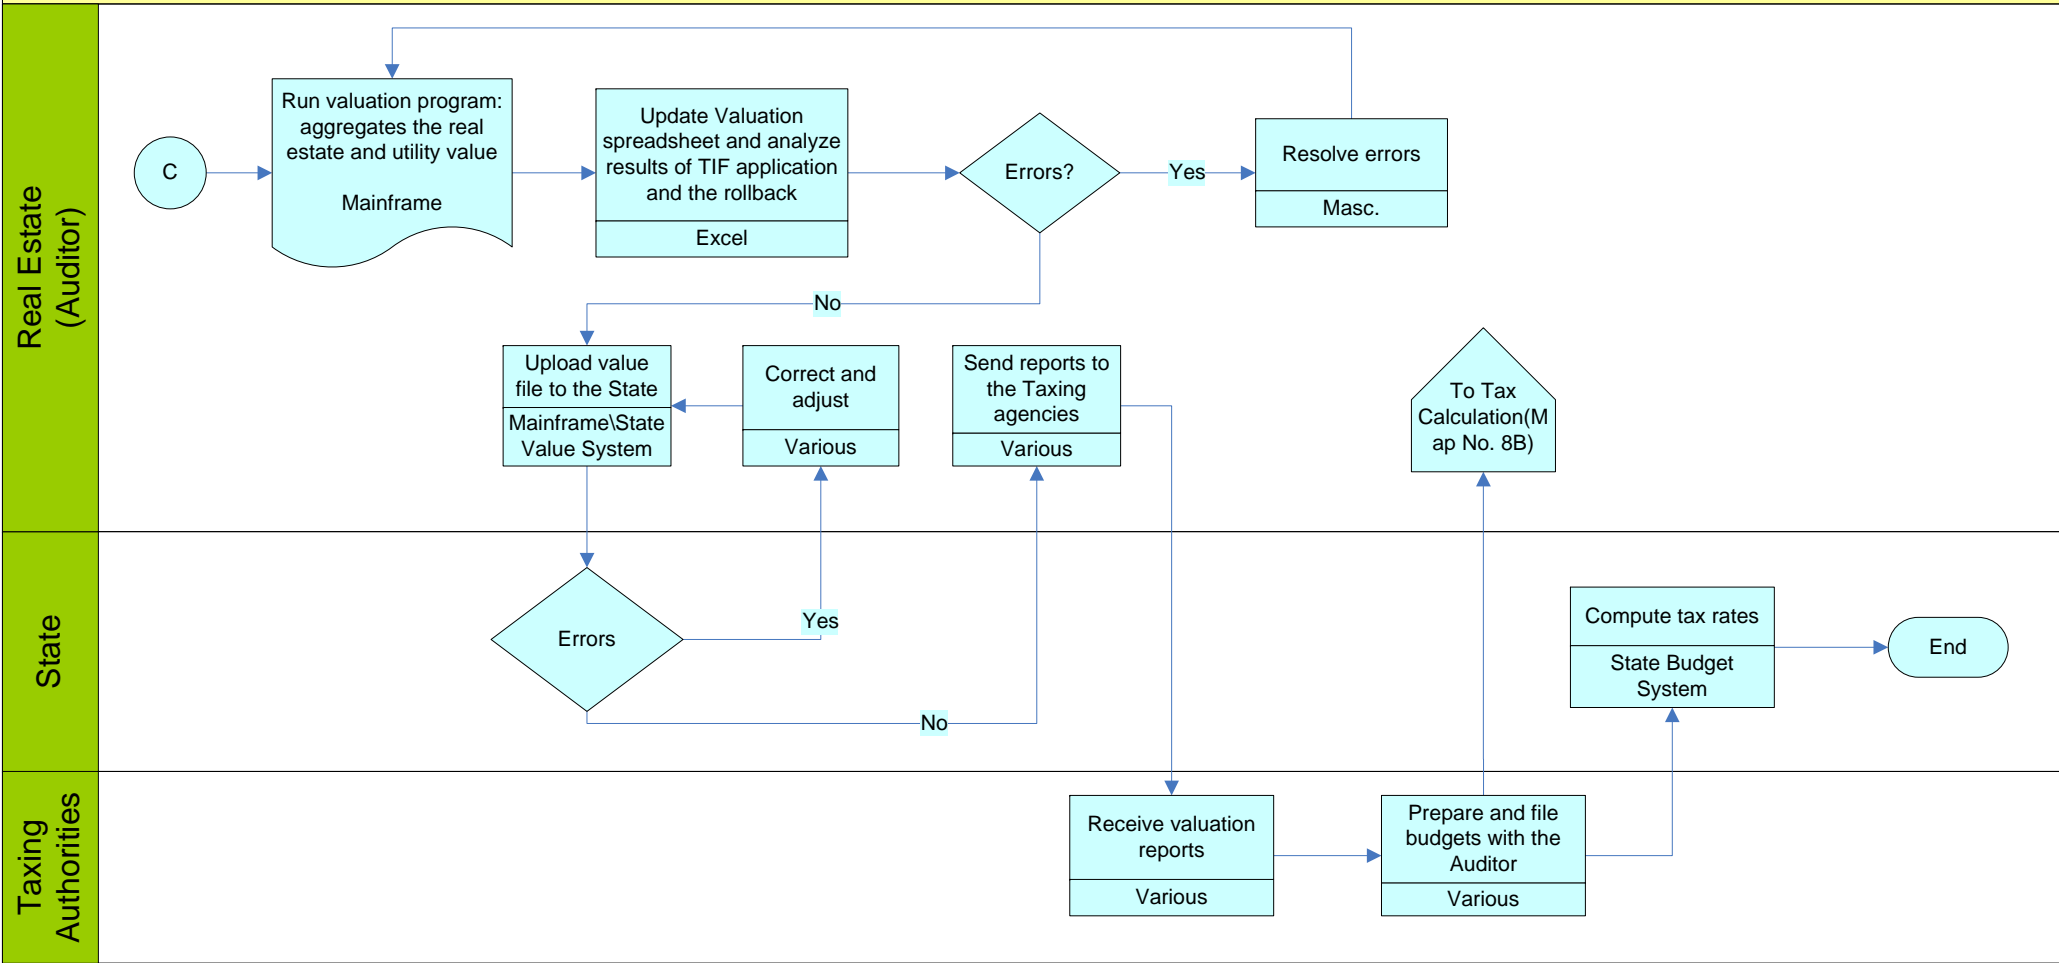 Real Estate
(Auditor)
C
Run valuation program:
aggregates the real
estate and utility value
Mainframe
Update Valuation
spreadsheet and analyze
results of TIF application
and the rollback
Excel
Errors?
Yes
Resolve errors
Masc.
No
Upload value
file to the State
Mainframe\State
Value System
Correct and
adjust
Various
Send reports to
the Taxing
agencies
Various
To Tax
Calculation(M
ap No. 8B)
State
Errors
Yes
No
Compute tax rates
State Budget
System
End
Taxing
Authorities
Receive valuation
reports
Various
Prepare and file
budgets with the
Auditor
Various